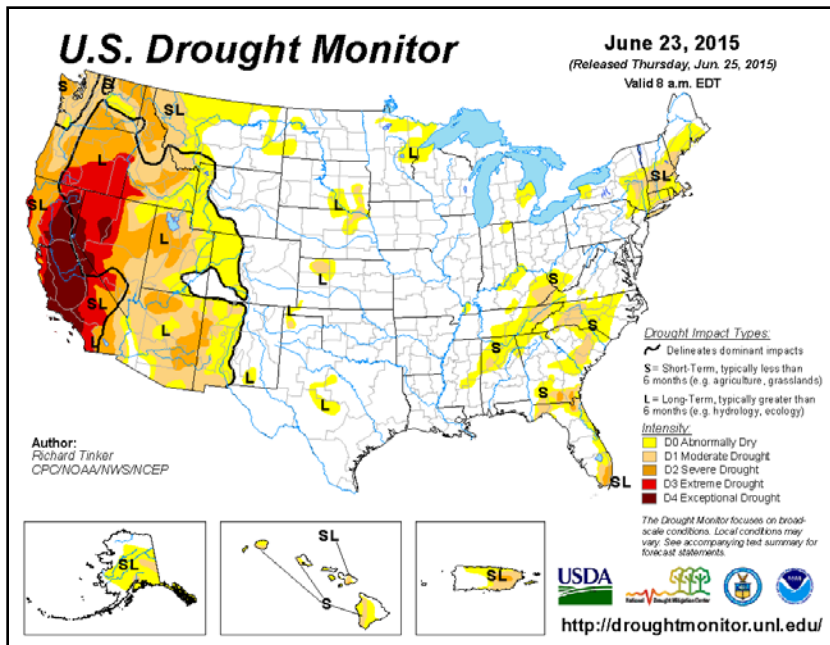 U.S. Drought Monitor
June 23, 2015
(Released Thursday, Jun. 25, 2015)
Valid 8 a.m. EDT
S
S
SL
L
SL
L
SL
L
L
L
L
L
L
L
L
SL
S
S
S
S
SL
Drought Impact Types:
Delineates dominant impacts
S = Short-Term, typically less than
6 months (e.g. agriculture, grasslands)
L = Long-Term, typically greater than
6 months (e.g. hydrology, ecology)
Intensity:
D0 Abnormally Dry
D1 Moderate Drought
D2 Severe Drought
D3 Extreme Drought
D4 Exceptional Drought
Author:
Richard Tinker
CPC/NOAA/NWS/NCEP
The Drought Monitor focuses on broad-
scale conditions. Local conditions may
vary. See accompanying text summary for
forecast statements.
SL
SL
S
SL
USDA
National Drought Mitigation Center
http://droughtmonitor.unl.edu/